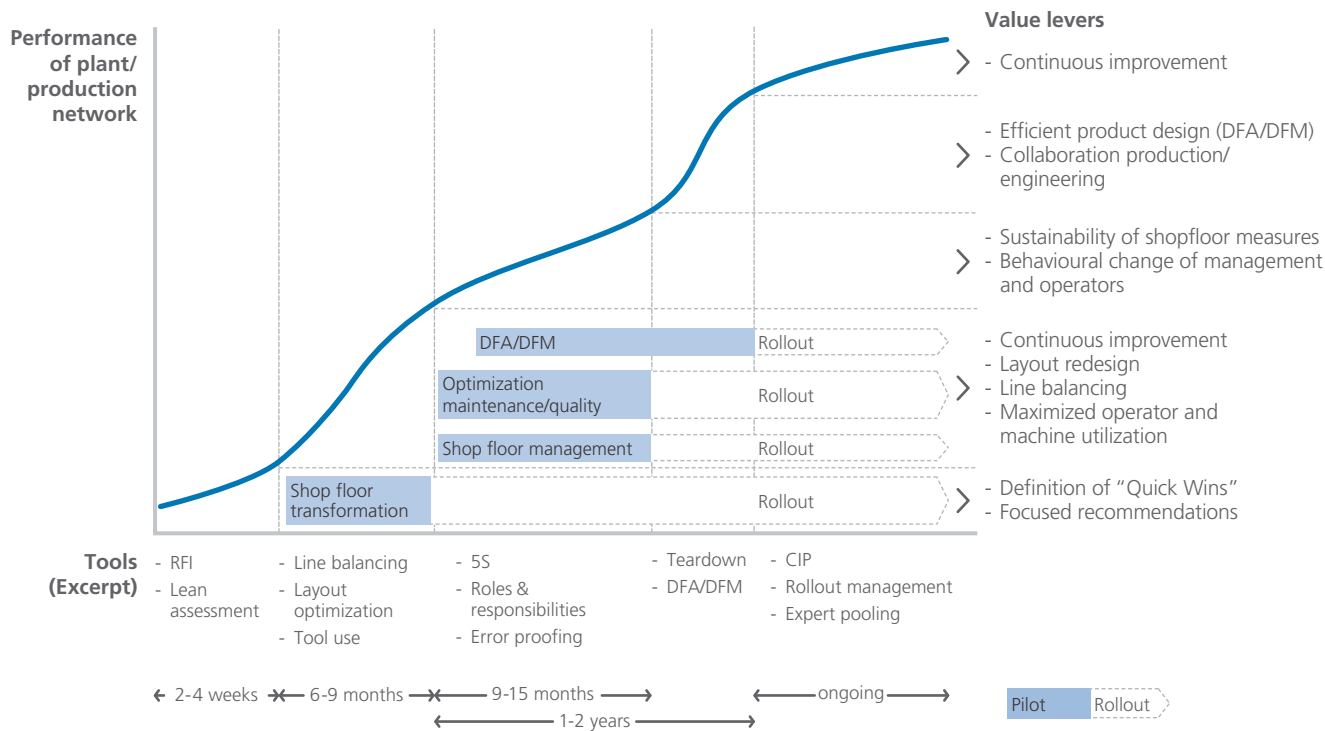 Performance
of plant/
production
network
Value levers
- Continuous improvement
- Efficient product design (DFA/DFM)
- Collaboration production/
engineering
- Sustainability of shopfloor measures
- Behavioural change of management
and operators
- Continuous improvement
- Layout redesign
- Line balancing
- Maximized operator and
machine utilization
- Definition of “Quick Wins”
- Focused recommendations
DFA/DFM
Rollout
Optimization
maintenance/quality
Rollout
Shop floor management
Rollout
Shop floor
transformation
Rollout
Tools
(Excerpt)
- RFI
- Lean
assessment
- Line balancing
- Layout
optimization
- Tool use
- 5S
- Roles &
responsibilities
- Error proofing
- Teardown
- DFA/DFM
- CIP
- Rollout management
- Expert pooling
2-4 weeks
6-9 months
9-15 months
1-2 years
ongoing
Pilot
Rollout